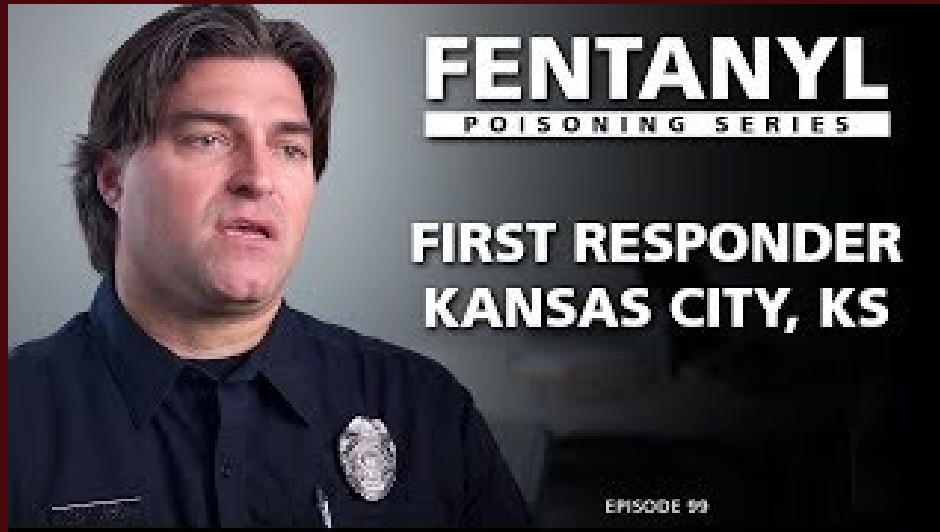 FENTANYL
POISONING SERIES
FIRST RESPONDER
KANSAS CITY, KS
EPISODE 99